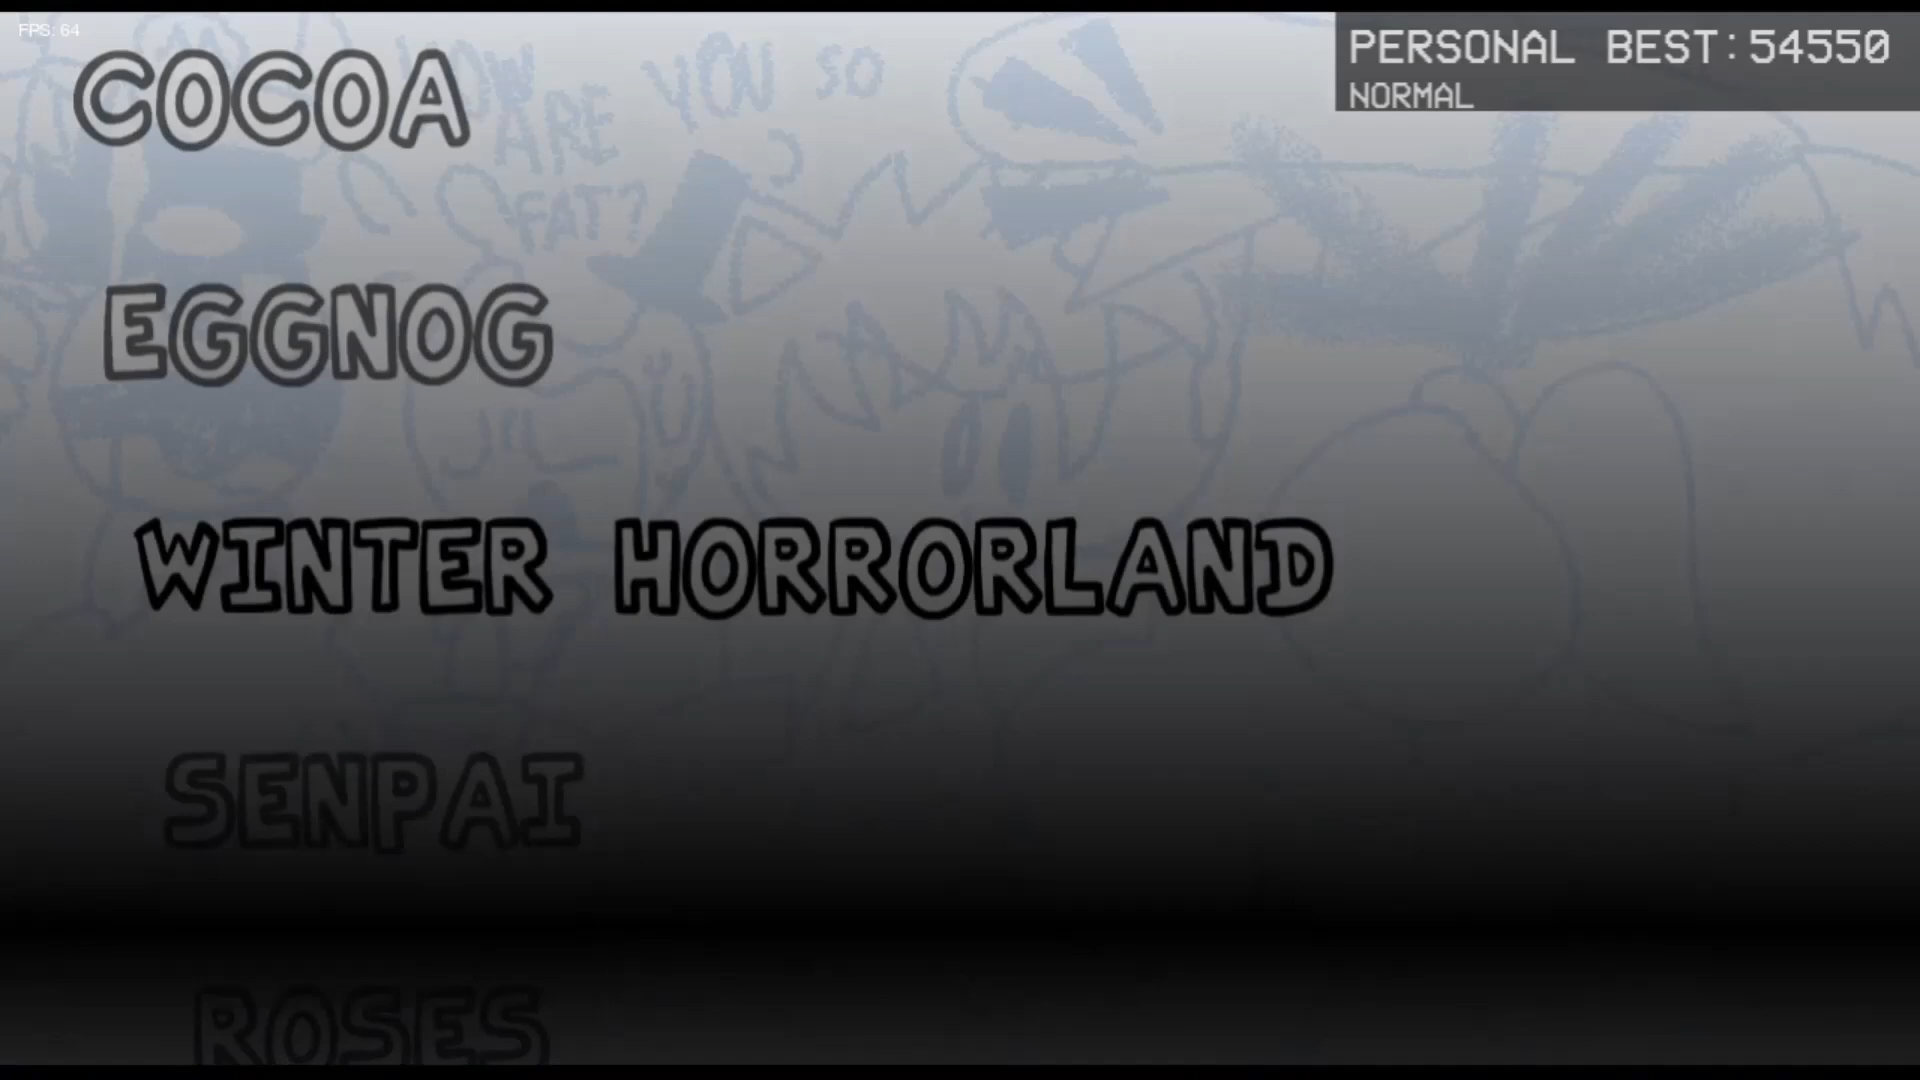 FPS: 64
PERSONAL BEST:54550
NORMAL
COCOA
HOW
ARE
YOU SO
FAT?
EGGNOG
WINTER HORRORLAND
SENPAI
ROSES